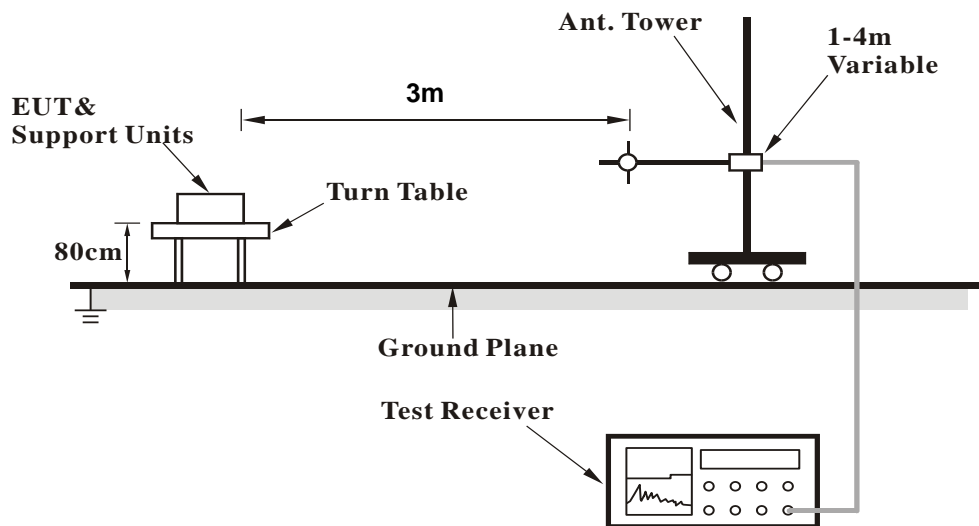 Ant. Tower
1-4m
Variable
3m
EUT&
Support Units
Turn Table
80cm
Ground Plane
Test Receiver